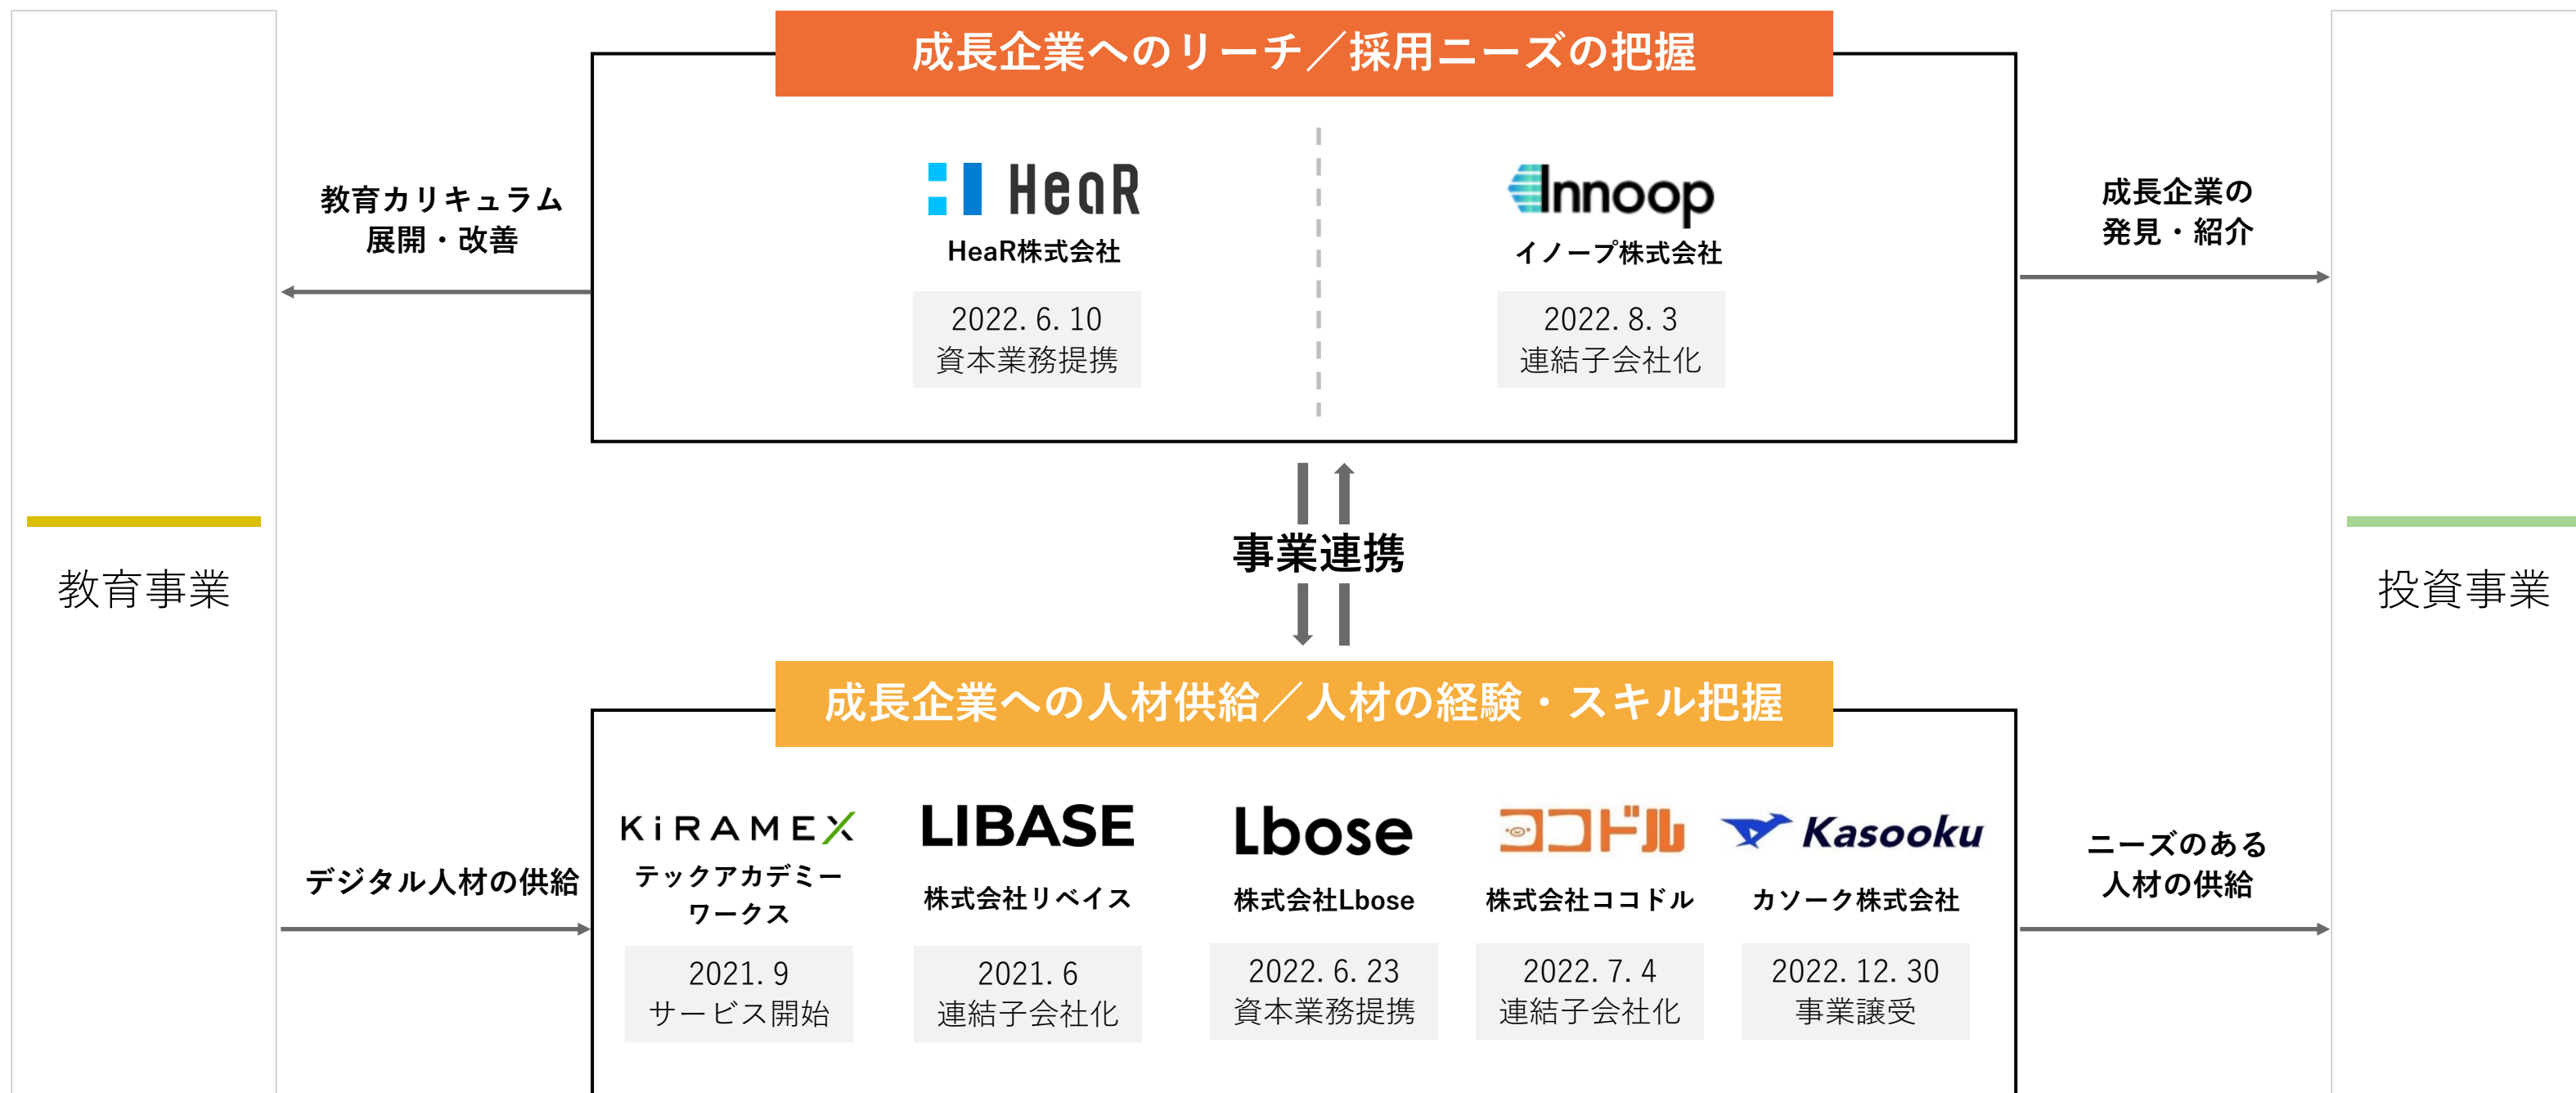 成長企業へのリーチ／採用ニーズの把握
教育カリキュラム
展開・改善
HeaR
HeaR株式会社
2022. 6. 10
資本業務提携
Innoop
イノープ株式会社
2022. 8. 3
連結子会社化
成長企業の
発見・紹介
教育事業
事業連携
投資事業
成長企業への人材供給／人材の経験・スキル把握
デジタル人材の供給
KiRAMEX
テックアカデミー
ワークス
2021. 9
サービス開始
LIBASE
株式会社リベイス
2021. 6
連結子会社化
Lbose
株式会社Lbose
2022. 6. 23
資本業務提携
ココドル
株式会社ココドル
2022. 7. 4
連結子会社化
Kasooku
カソーク株式会社
2022. 12. 30
事業譲受
ニーズのある
人材の供給